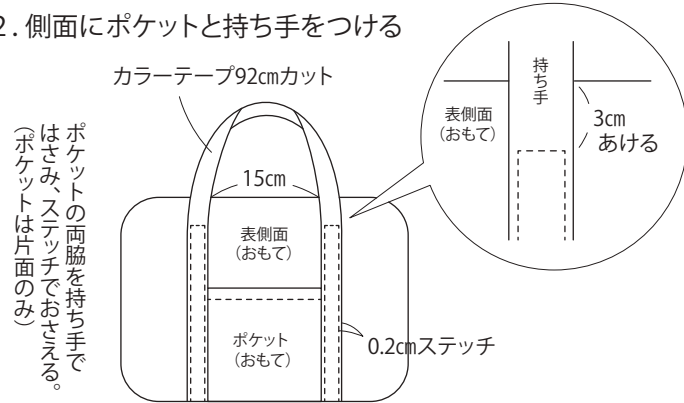 2．側面にポケットと持ち手をつける
カラーテープ92㎝カット
ポケットの両脇を持ち手で
はさみ、ステッチでおさえる。
（ポケットは片面のみ）
15㎝
表側面
（おもて）
ポケット
（おもて）
0.2㎝ステッチ
持ち手
表側面
（おもて）
3㎝
あける